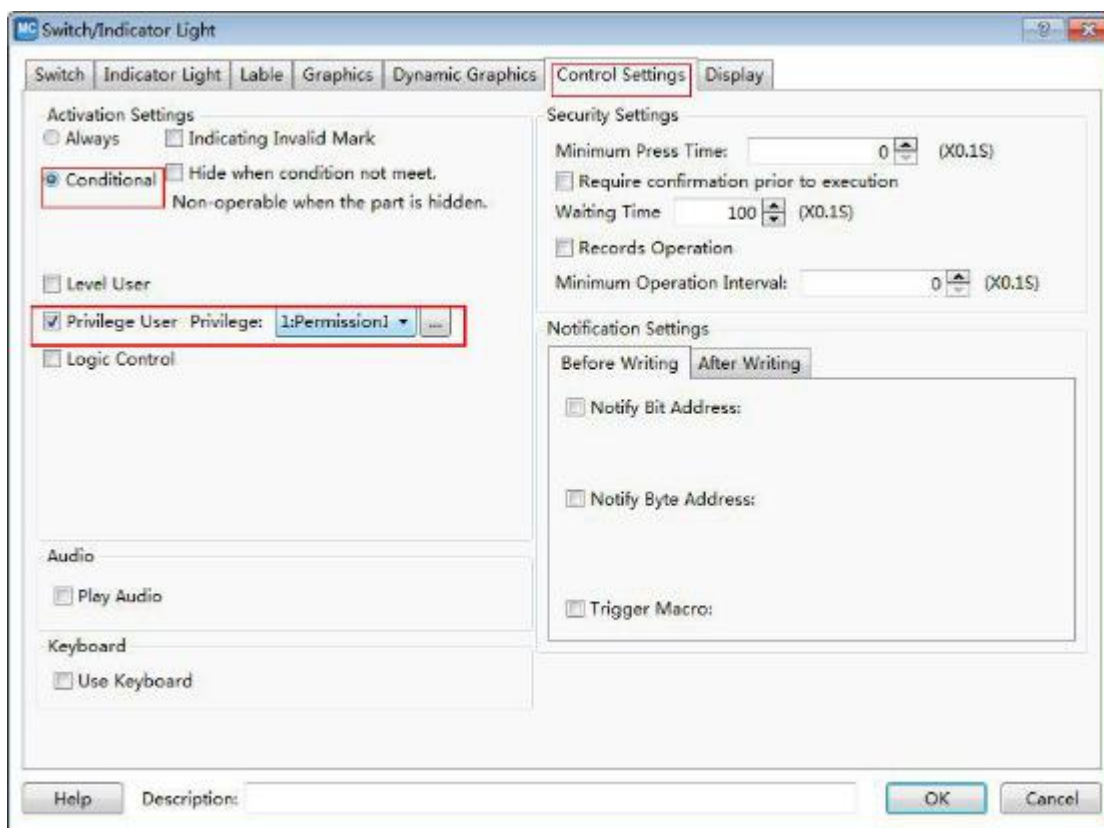 MC Switch/Indicator Light
Switch Indicator Light Lable Graphics Dynamic Graphics Control Settings Display
Activation Settings
Always Indicating Invalid Mark
Conditional Hide when condition not meet.
Non-operable when the part is hidden.
Level User
Privilege User Privilege: 1:Permission1 ...
Logic Control
Audio
Play Audio
Keyboard
Use Keyboard
Security Settings
Minimum Press Time: 0 (X0.1S)
Require confirmation prior to execution
Waiting Time 100 (X0.1S)
Records Operation
Minimum Operation Interval: 0 (X0.1S)
Notification Settings
Before Writing After Writing
Notify Bit Address:
Notify Byte Address:
Trigger Macro:
Help Description: OK Cancel